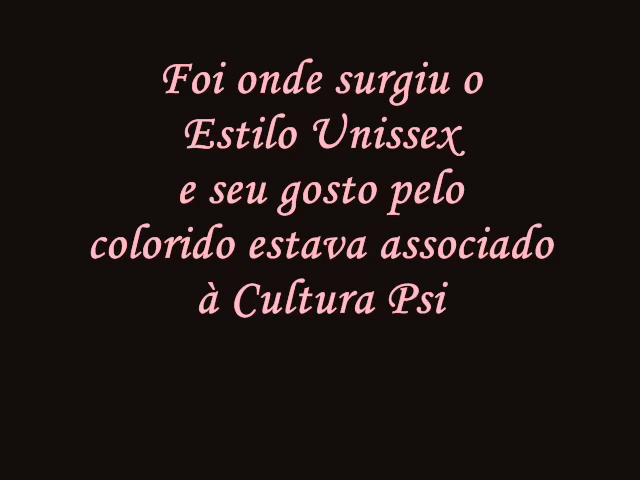 Foi onde surgiu o
Estilo Unissex
e seu gosto pelo
colorido estava associado
à Cultura Psi